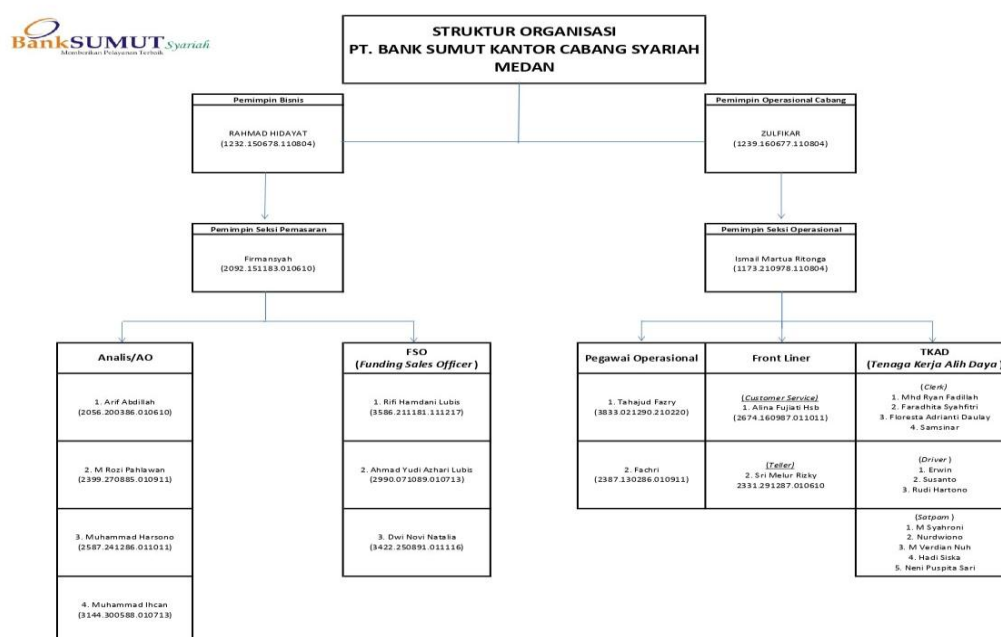 BankSUMUT Syariah
Memberikan Pelayanan Terbaik
STRUKTUR ORGANISASI
PT. BANK SUMUT KANTOR CABANG SYARIAH
MEDAN
Pemimpin Bisnis
RAHMAD HIDAYAT
(1232.150678.110804)
Pemimpin Operasional Cabang
ZULFIKAR
(1239.160677.110804)
Pemimpin Seksi Pemasaran
Firmansyah
(2092.151183.010610)
Pemimpin Seksi Operasional
Ismail Martua Ritonga
(1173.210978.110804)
Analis/AO
1. Arif Abdillah
(2056.200386.010610)
2. M Rozi Pahlawan
(2399.270885.010911)
3. Muhammad Harsono
(2587.241286.011011)
4. Muhammad Ihcan
(3144.300588.010713)
FSO
(Funding Sales Officer)
1. Rifi Hamdani Lubis
(3586.211181.111217)
2. Ahmad Yudi Azhari Lubis
(2990.071089.010713)
3. Dwi Novi Natalia
(3422.250891.011116)
Pegawai Operasional
1. Tahajud Fazry
(3833.021290.210220)
2. Fachri
(2387.130286.010911)
Front Liner
(Customer Service)
1. Alina Fujiati Hsb
(2674.160987.011011)
(Teller)
2. Sri Melur Rizky
2331.291287.010610
TKAD
(Tenaga Kerja Alih Daya)
(Clerk)
1. Mhd Ryan Fadillah
2. Faradhita Syahfitri
3. Floresta Adrianti Daulay
4. Samsinar
(Driver)
1. Erwin
2. Susanto
3. Rudi Hartono
(Satpam)
1. M Syahroni
2. Nurdwiono
3. M Verdian Nuh
4. Hadi Siska
5. Neni Puspita Sari